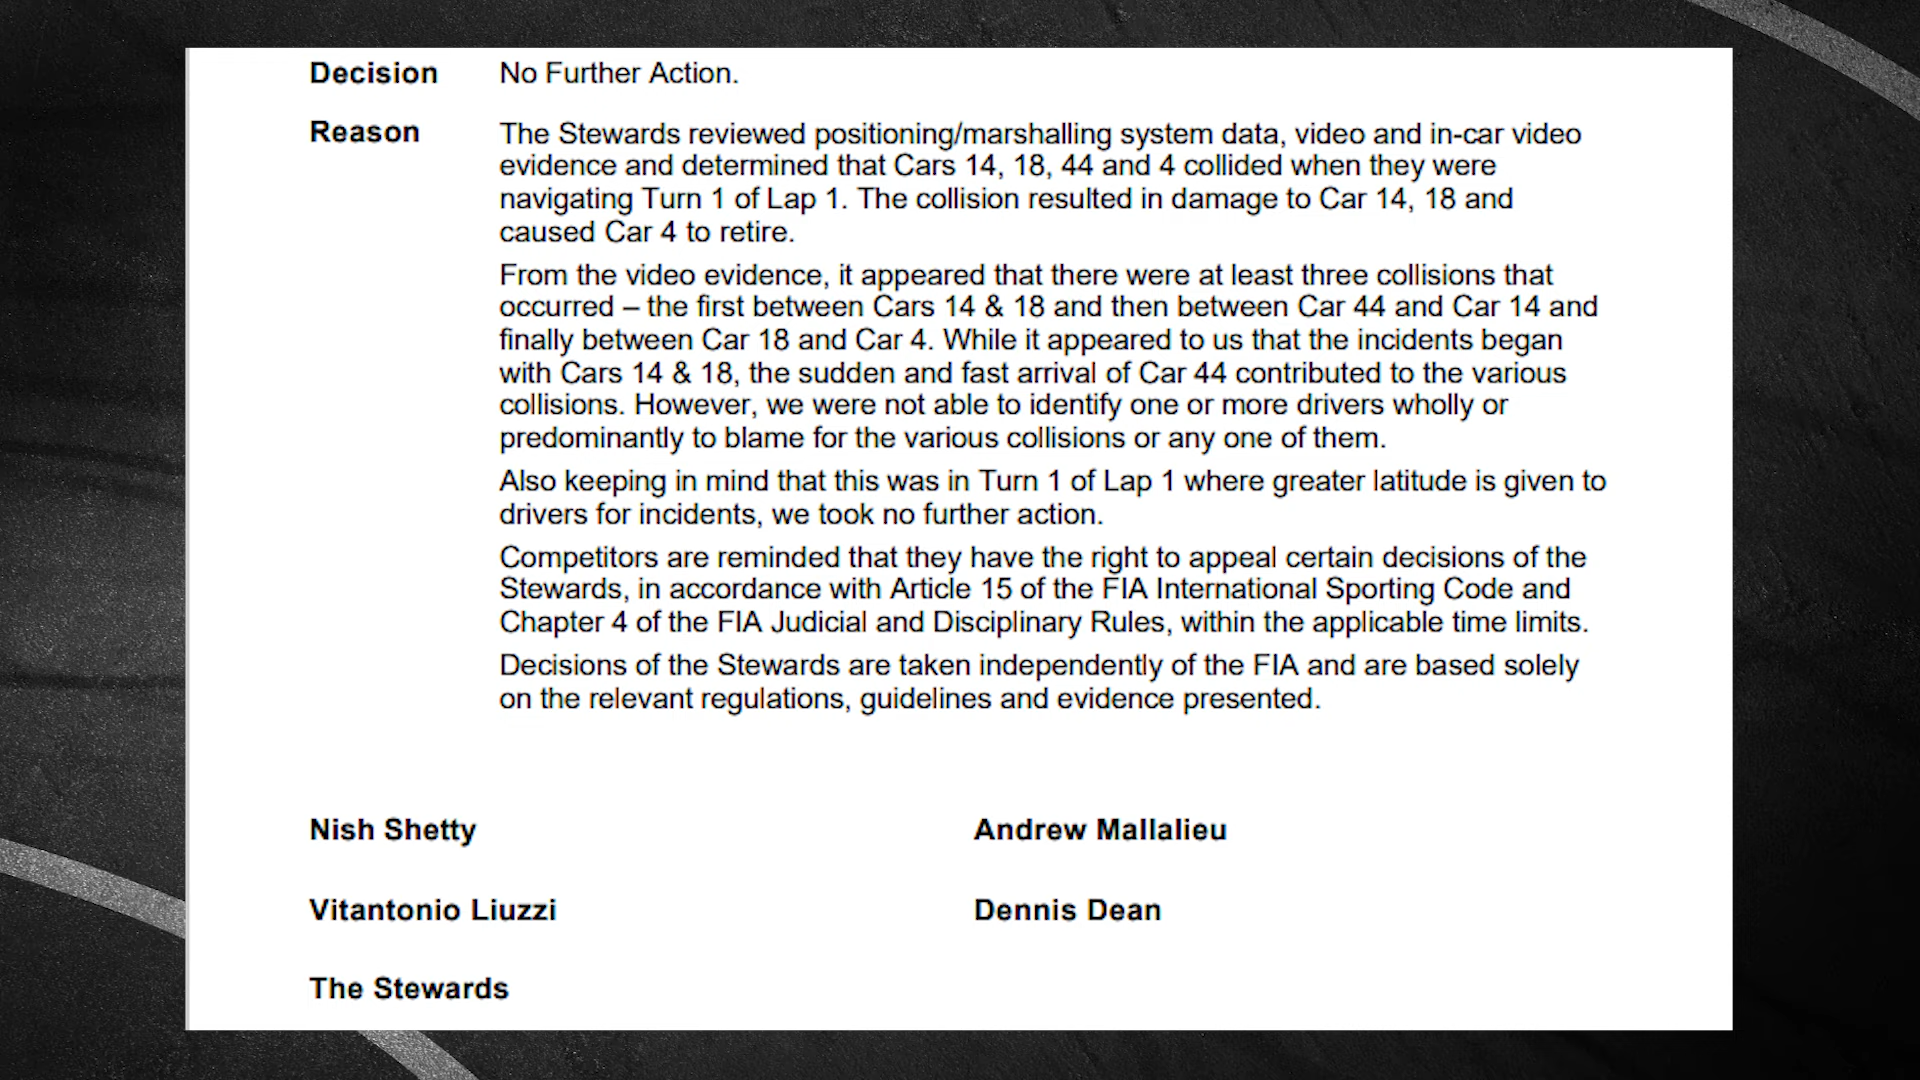 Decision No Further Action.
Reason The Stewards reviewed positioning/marshalling system data, video and in-car video
evidence and determined that Cars 14, 18, 44 and 4 collided when they were
navigating Turn 1 of Lap 1. The collision resulted in damage to Car 14, 18 and
caused Car 4 to retire.
From the video evidence, it appeared that there were at least three collisions that
occurred – the first between Cars 14 & 18 and then between Car 44 and Car 14 and
finally between Car 18 and Car 4. While it appeared to us that the incidents began
with Cars 14 & 18, the sudden and fast arrival of Car 44 contributed to the various
collisions. However, we were not able to identify one or more drivers wholly or
predominantly to blame for the various collisions or any one of them.
Also keeping in mind that this was in Turn 1 of Lap 1 where greater latitude is given to
drivers for incidents, we took no further action.
Competitors are reminded that they have the right to appeal certain decisions of the
Stewards, in accordance with Article 15 of the FIA International Sporting Code and
Chapter 4 of the FIA Judicial and Disciplinary Rules, within the applicable time limits.
Decisions of the Stewards are taken independently of the FIA and are based solely
on the relevant regulations, guidelines and evidence presented.
Nish Shetty Andrew Mallalieu
Vitantonio Liuzzi Dennis Dean
The Stewards